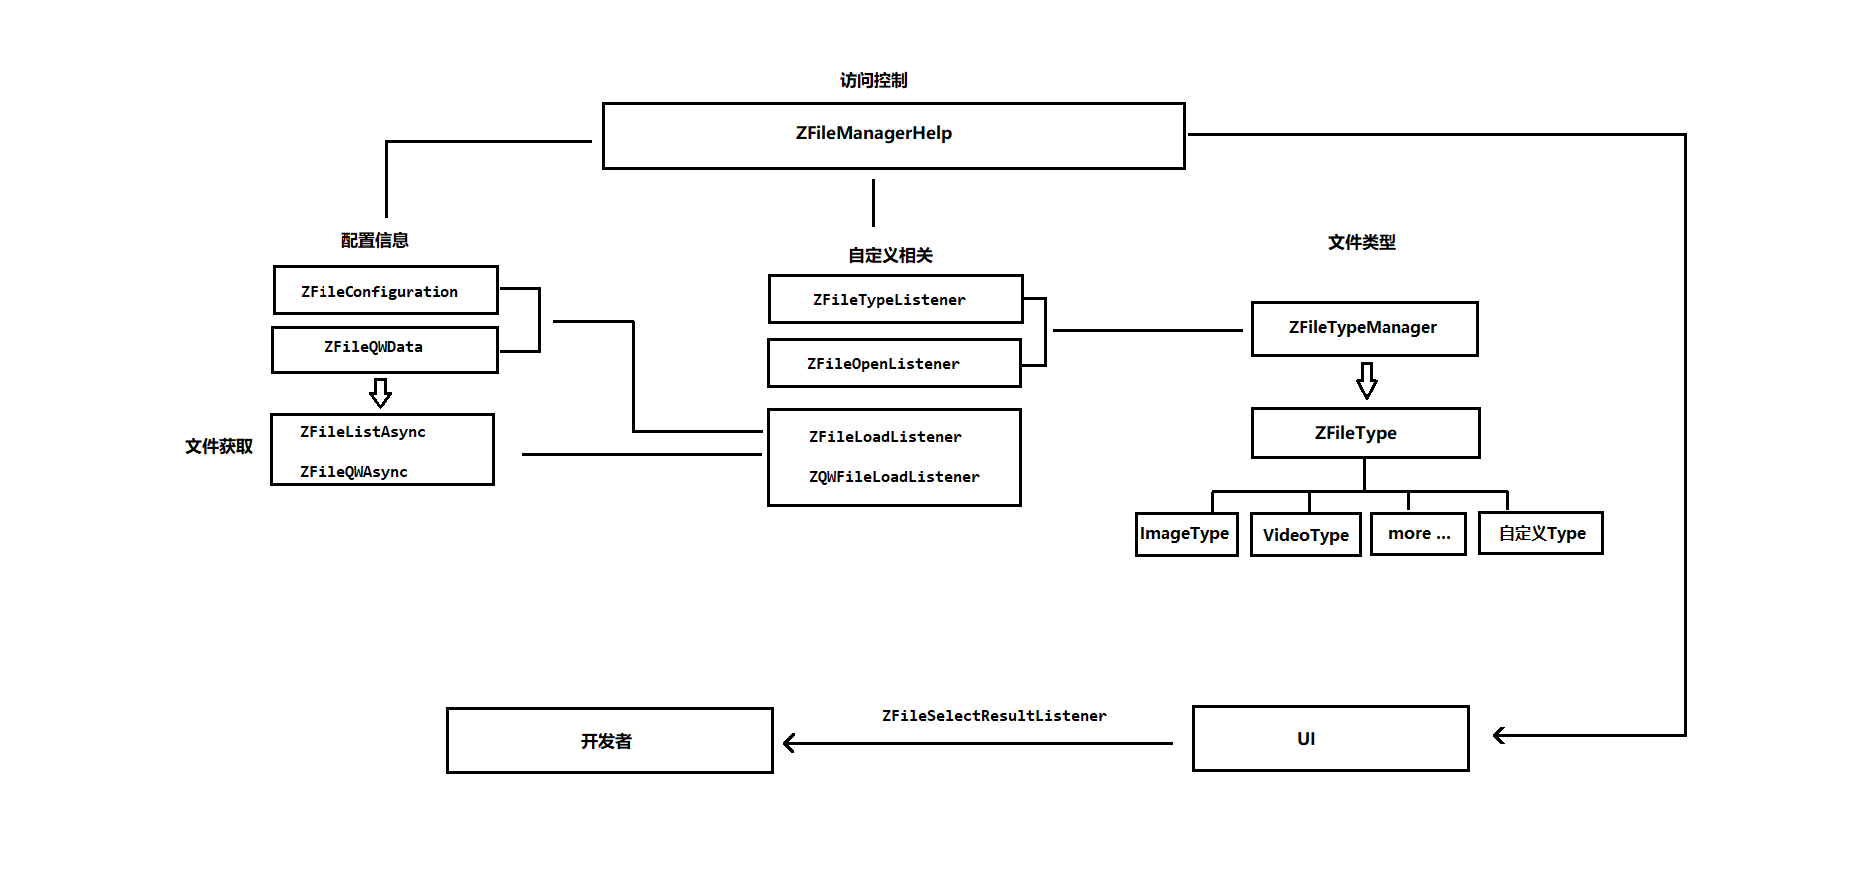 访问控制
ZFileManagerHelp
配置信息
ZFileConfiguration
ZFileQWData
文件获取
ZFileListAsync
ZFileQWAsync
自定义相关
ZFileTypeListener
ZFileOpenListener
ZFileLoadListener
ZQWFileLoadListener
文件类型
ZFileTypeManager
ZFileType
ImageType
VideoType
more ...
自定义Type
开发者
ZFileSelectResultListener
UI